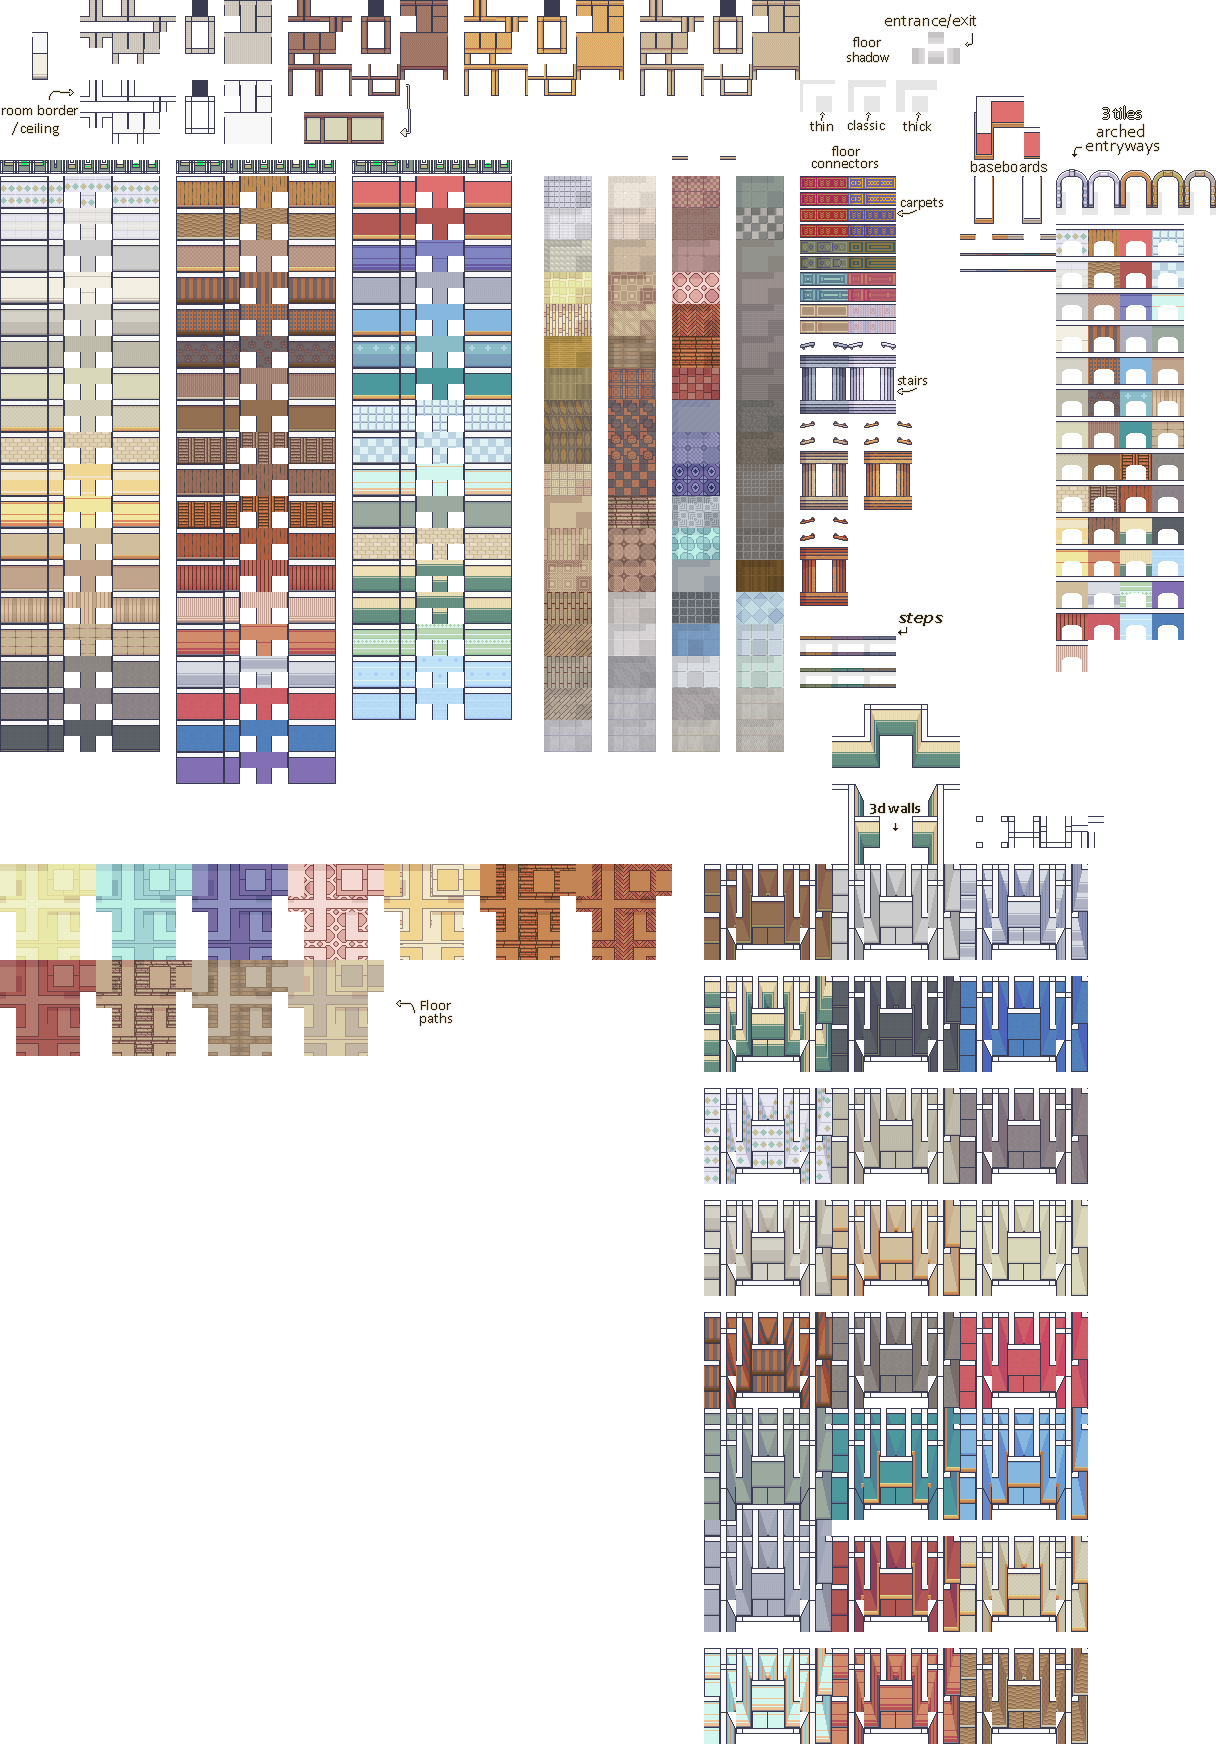 entrance/exit
floor
shadow
room border
/ceiling
thin
classic
thick
3 tiles
arched
entryways
floor
connectors
baseboards
carpets
stairs
steps
3d walls
Floor
paths